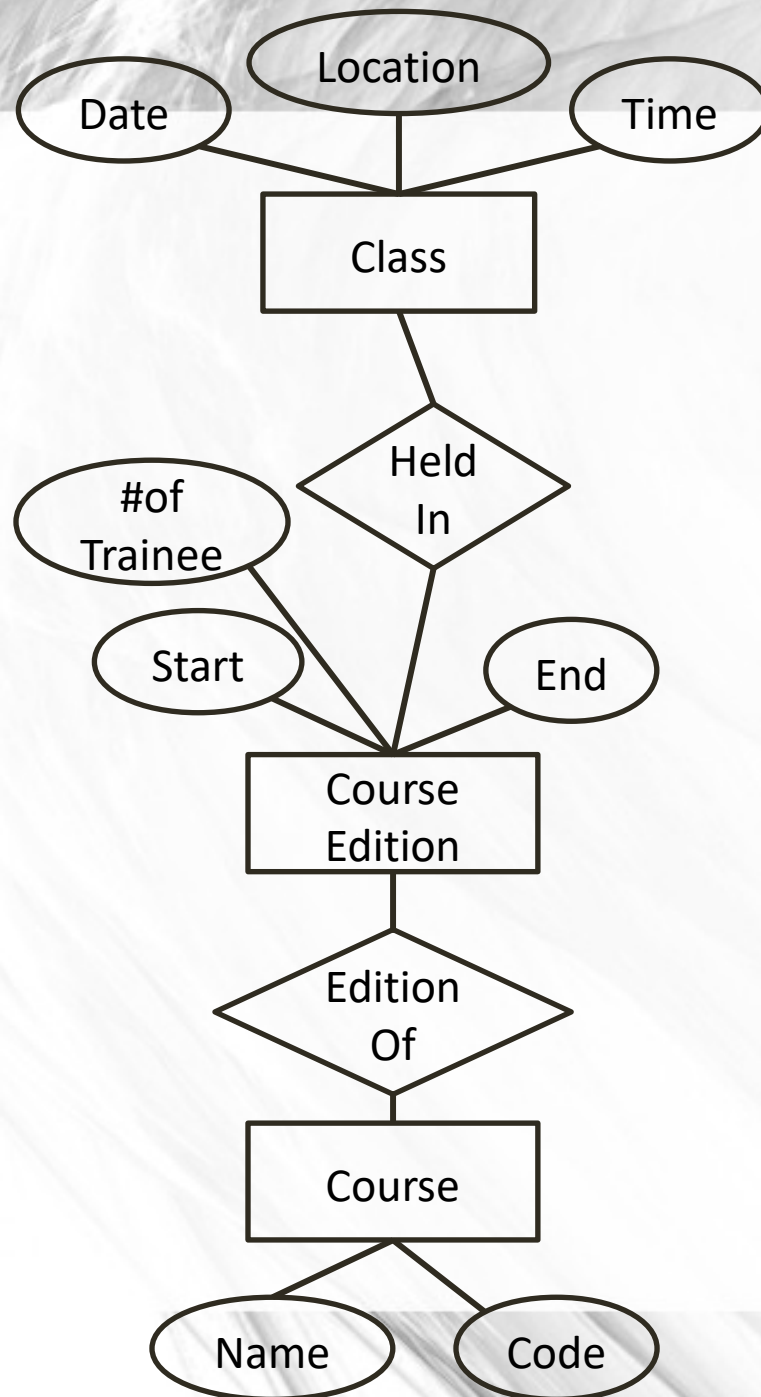 Location
Date
Time
Class
Held
In
#of
Trainee
Start
End
Course
Edition
Edition
Of
Course
Name
Code